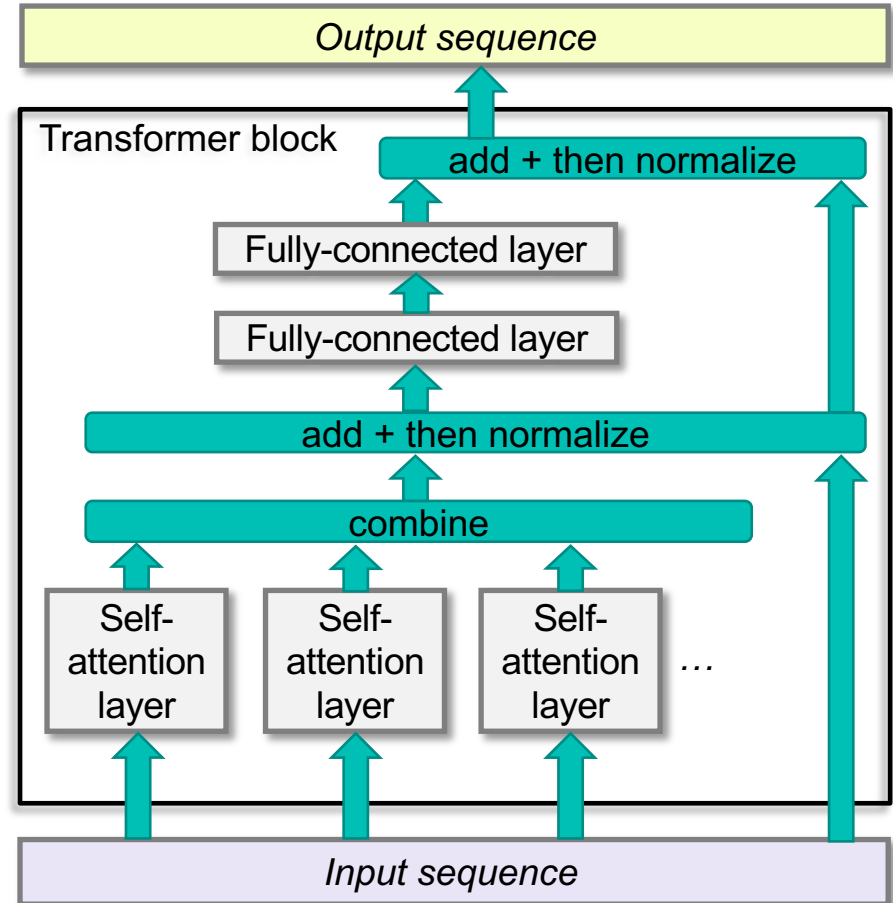 Output sequence
Transformer block
add + then normalize
Fully-connected layer
Fully-connected layer
add + then normalize
combine
Self-
attention
layer
Self-
attention
layer
Self-
attention
layer
...
Input sequence